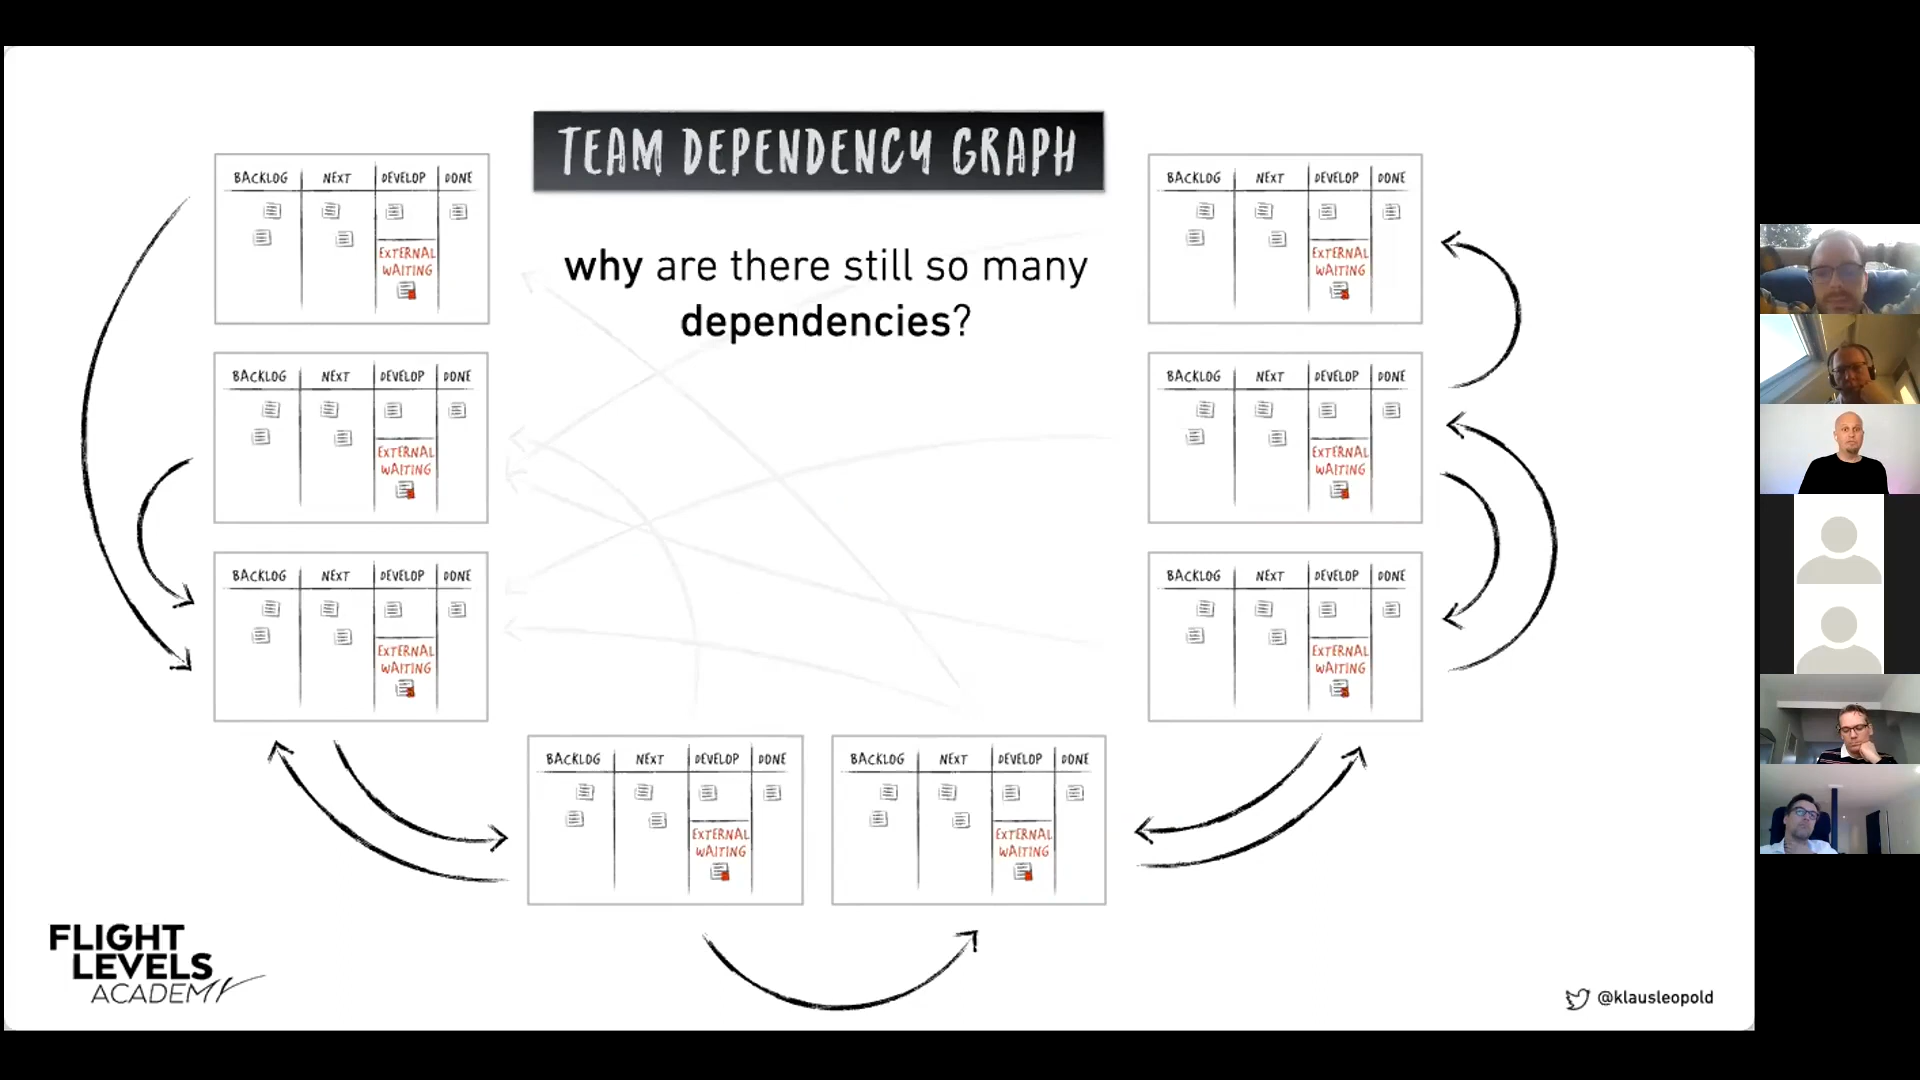 TEAM DEPENDENCY GRAPH
why are there still so many
dependencies?
BACKLOG NEXT DEVELOP DONE
EXTERNAL
WAITING
BACKLOG NEXT DEVELOP DONE
EXTERNAL
WAITING
BACKLOG NEXT DEVELOP DONE
EXTERNAL
WAITING
BACKLOG NEXT DEVELOP DONE
EXTERNAL
WAITING
BACKLOG NEXT DEVELOP DONE
EXTERNAL
WAITING
BACKLOG NEXT DEVELOP DONE
EXTERNAL
WAITING
BACKLOG NEXT DEVELOP DONE
EXTERNAL
WAITING
BACKLOG NEXT DEVELOP DONE
EXTERNAL
WAITING
FLIGHT
LEVELS
ACADEMY
@klausleopold